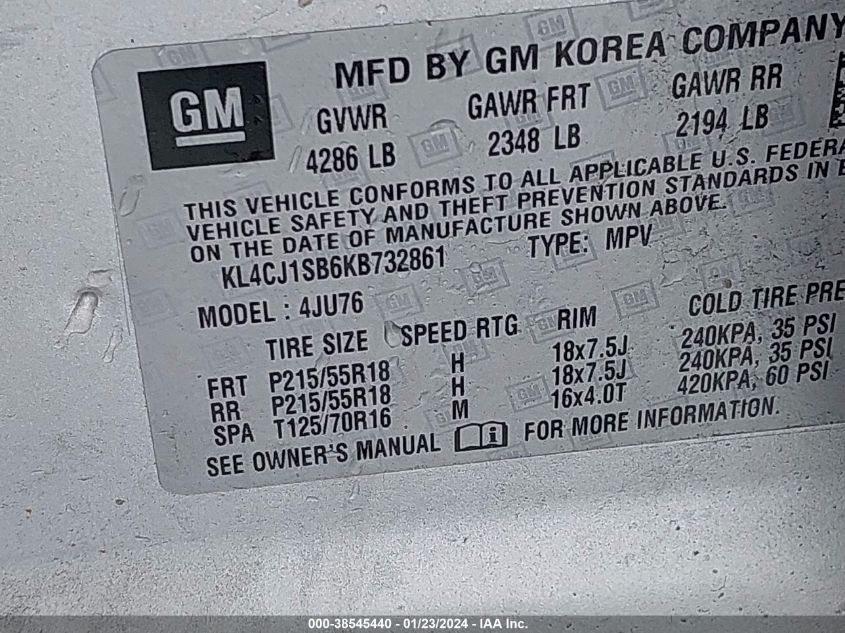 GM
MFD BY GM KOREA COMPANY
GVWR GAWR FRT GAWR RR
4286 LB 2348 LB 2194 LB
THIS VEHICLE CONFORMS TO ALL APPLICABLE U.S.
VEHICLE SAFETY AND THEFT PREVENTION STANDARDS IN
ON THE DATE OF MANUFACTURE SHOWN ABOVE.
KL4CJ1SB6KB732861 TYPE: MPV
MODEL : 4JU76
TIRE SIZE SPEED RTG RIM COLD TIRE
FRT P215/55R18 H 18x7.5J 240KPA, 35 PSI
RR P215/55R18 H 18x7.5J 240KPA, 35 PSI
SPA T125/70R16 M 16x4.0T 420KPA, 60 PSI
SEE OWNER'S MANUAL FOR MORE INFORMATION.
000-38545440 - 01/23/2024 - IAA Inc.